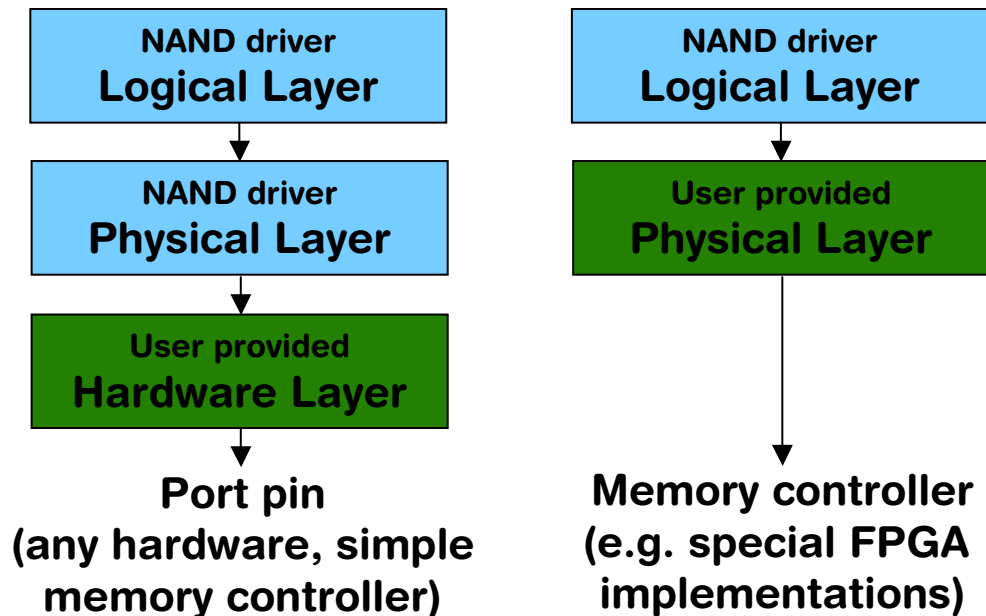 NAND driver
Logical Layer
NAND driver
Physical Layer
User provided
Hardware Layer
Port pin
(any hardware, simple
memory controller)
NAND driver
Logical Layer
User provided
Physical Layer
Memory controller
(e.g. special FPGA
implementations)